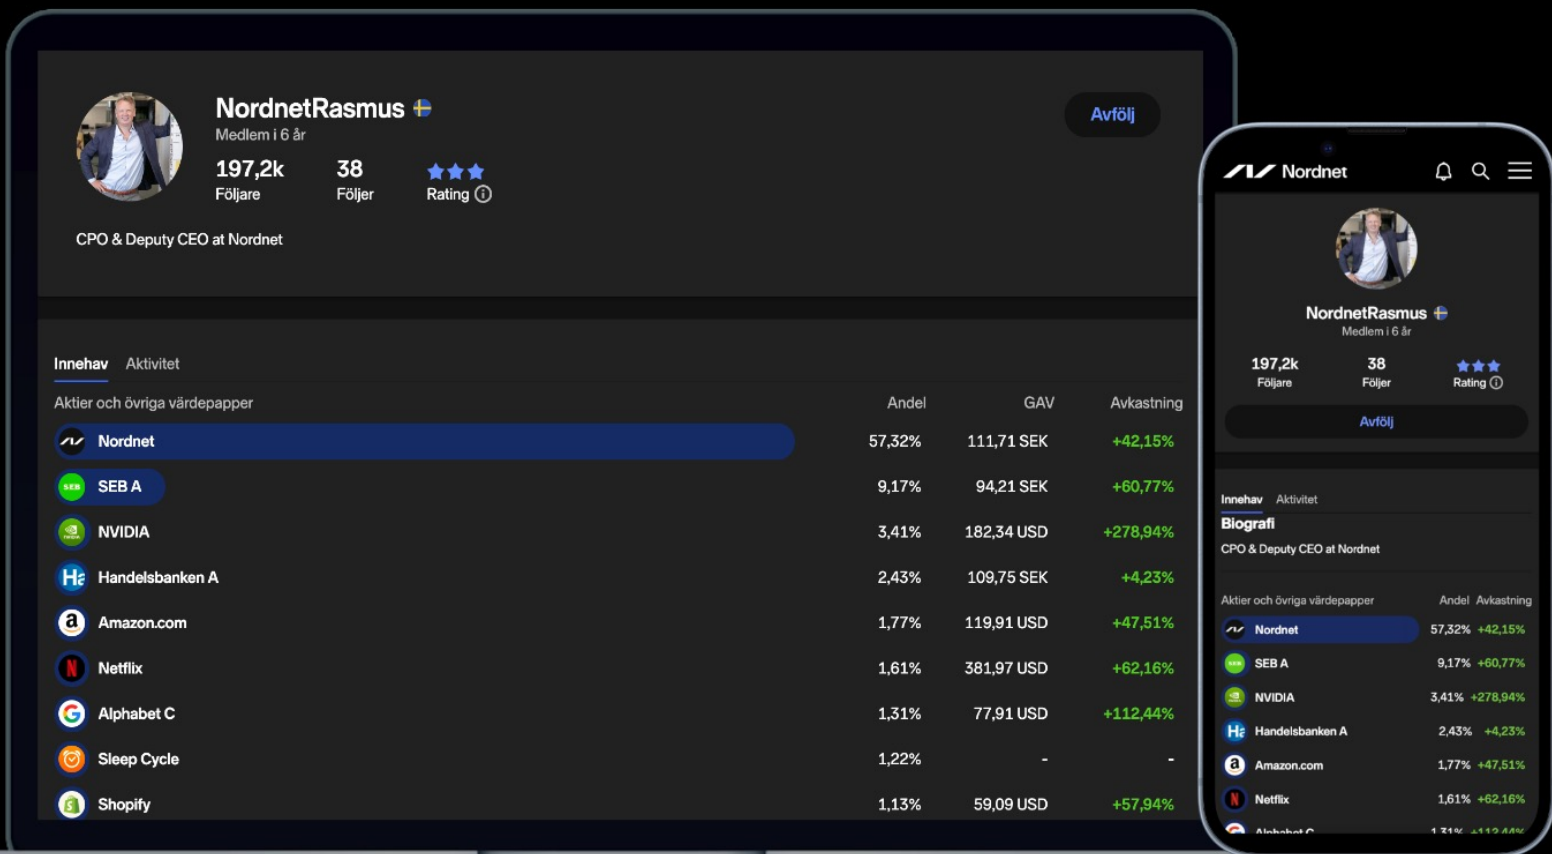 NordnetRasmus
Medlem i 6 år
197,2k 38
Följare Följer Rating
CPO & Deputy CEO at Nordnet
Avfölj
Innehav Aktivitet
Aktier och övriga värdepapper Andel GAV Avkastning
Nordnet 57,32% 111,71 SEK +42,15%
SEB SEB A 9,17% 94,21 SEK +60,77%
NVIDIA 3,41% 182,34 USD +278,94%
Handelsbanken A 2,43% 109,75 SEK +4,23%
Amazon.com 1,77% 119,91 USD +47,51%
Netflix 1,61% 381,97 USD +62,16%
Alphabet C 1,31% 77,91 USD +112,44%
Sleep Cycle 1,22% - -
Shopify 1,13% 59,09 USD +57,94%
Nordnet
NordnetRasmus
Medlem i 6 år
197,2k 38
Följare Följer Rating
Avfölj
Innehav Aktivitet
Biografi
CPO & Deputy CEO at Nordnet
Aktier och övriga värdepapper Andel Avkastning
Nordnet 57,32% +42,15%
SEB SEB A 9,17% +60,77%
NVIDIA 3,41% +278,94%
Handelsbanken A 2,43% +4,23%
Amazon.com 1,77% +47,51%
Netflix 1,61% +62,16%
Alphabet C 1,31% +112,44%